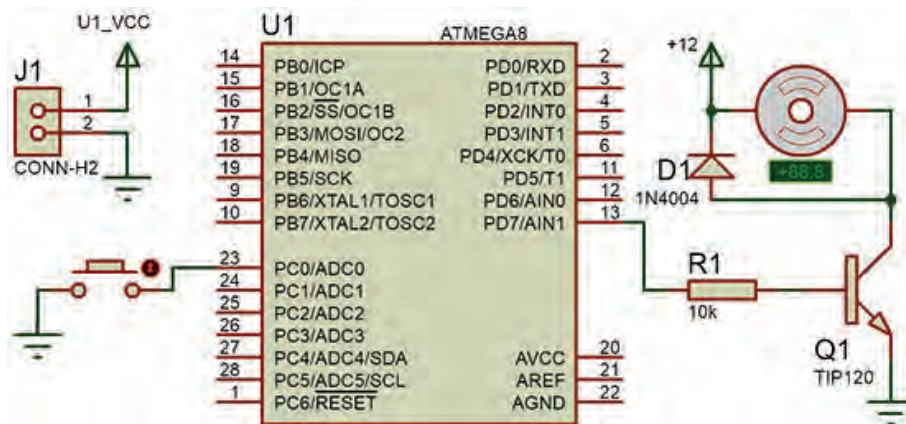 U1_VCC
J1
1
2
CONN-H2
U1
ATMEGA8
14 PB0/ICP
15 PB1/OC1A
16 PB2/SS/OC1B
17 PB3/MOSI/OC2
18 PB4/MISO
19 PB5/SCK
9 PB6/XTAL1/TOSC1
10 PB7/XTAL2/TOSC2
23 PC0/ADC0
24 PC1/ADC1
25 PC2/ADC2
26 PC3/ADC3
27 PC4/ADC4/SDA
28 PC5/ADC5/SCL
1 PC6/RESET
PD0/RXD 2
PD1/TXD 3
PD2/INT0 4
PD3/INT1 5
PD4/XCK/T0 6
PD5/T1 11
PD6/AIN0 12
PD7/AIN1 13
AVCC 20
AREF 21
AGND 22
+12
D1
1N4004
+88.8
R1
10k
Q1
TIP120